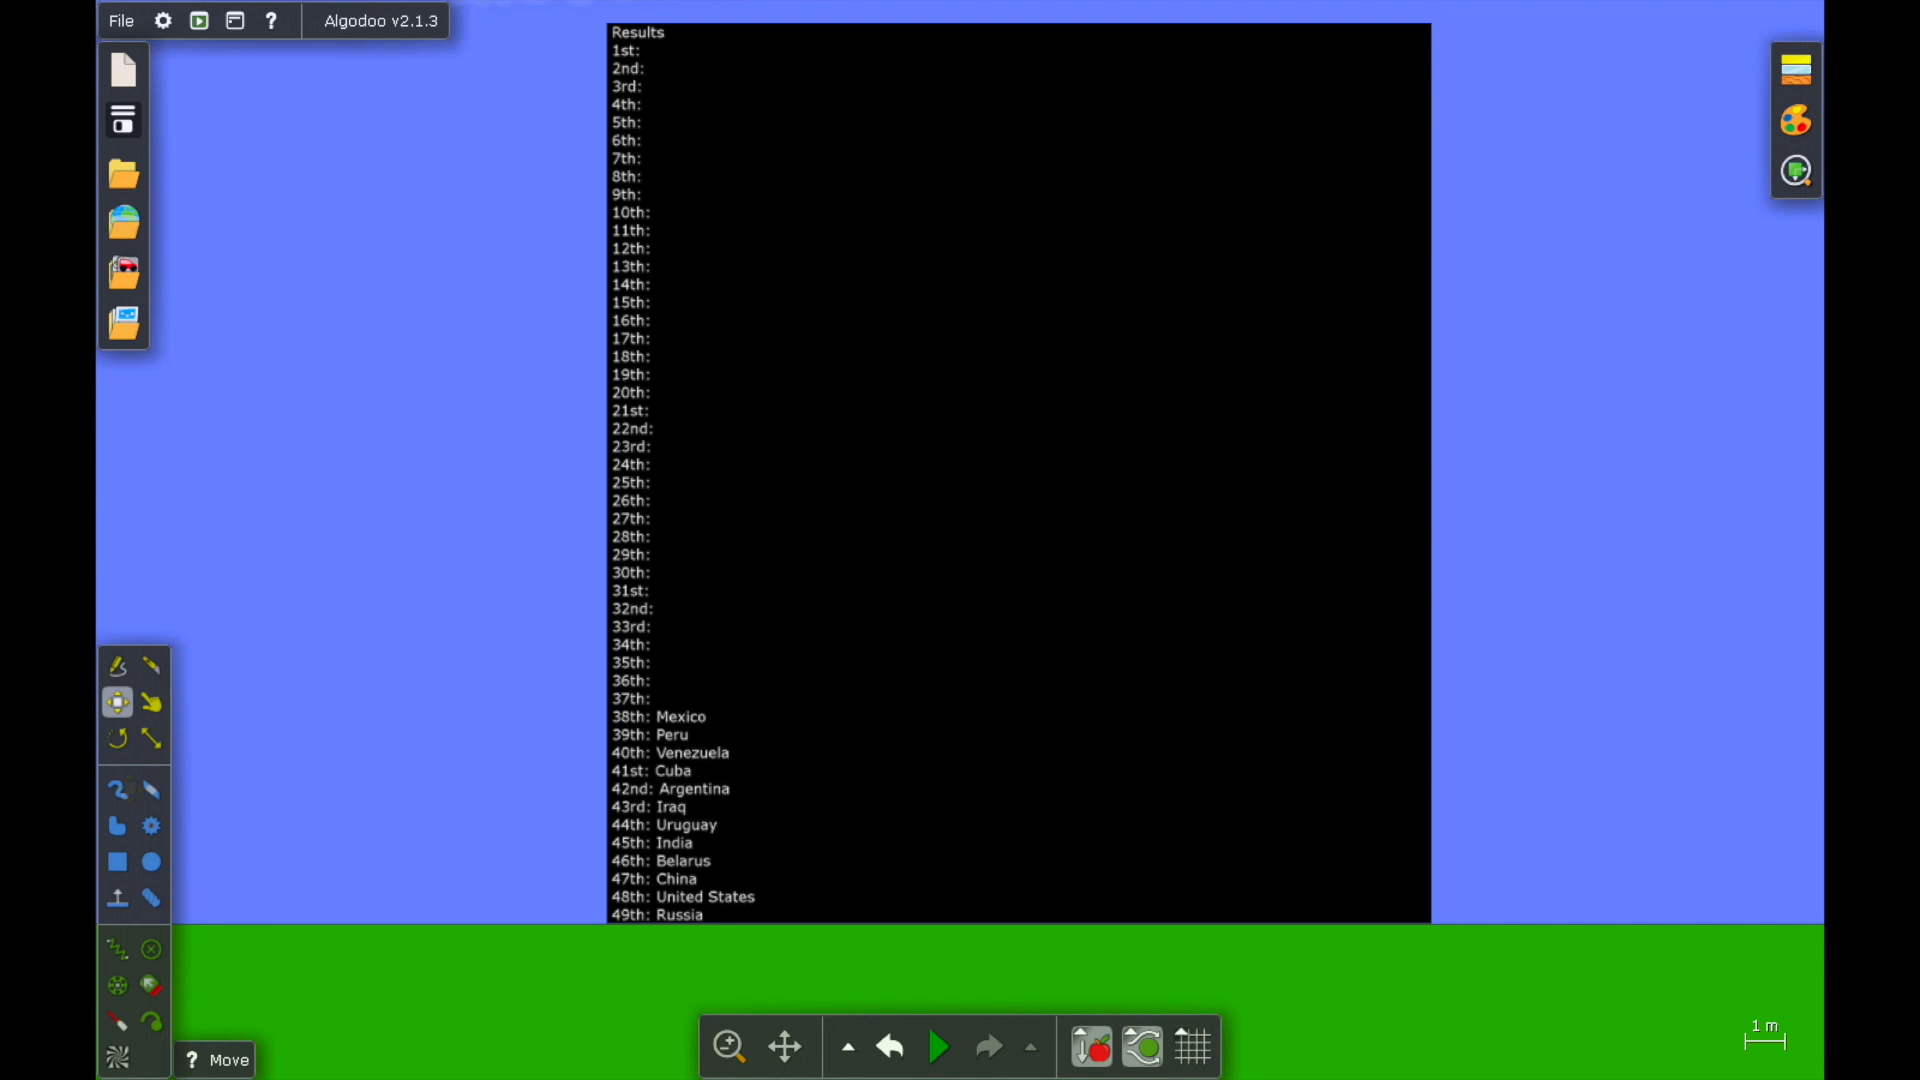 File
?
Algodoo v2.1.3
Results
1st:
2nd:
3rd:
4th:
5th:
6th:
7th:
8th:
9th:
10th:
11th:
12th:
13th:
14th:
15th:
16th:
17th:
18th:
19th:
20th:
21st:
22nd:
23rd:
24th:
25th:
26th:
27th:
28th:
29th:
30th:
31st:
32nd:
33rd:
34th:
35th:
36th:
37th:
38th: Mexico
39th: Peru
40th: Venezuela
41st: Cuba
42nd: Argentina
43rd: Iraq
44th: Uruguay
45th: India
46th: Belarus
47th: China
48th: United States
49th: Russia
1 m
? Move